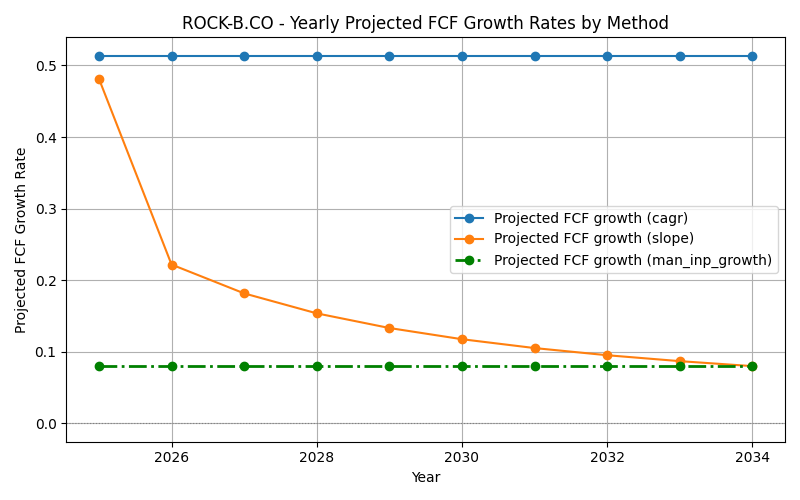 ROCK-B.CO - Yearly Projected FCF Growth Rates by Method
Projected FCF Growth Rate
0.5
0.4
0.3
0.2
0.1
0.0
Projected FCF growth (cagr)
Projected FCF growth (slope)
Projected FCF growth (man_inp_growth)
2026
2028
2030
2032
2034
Year